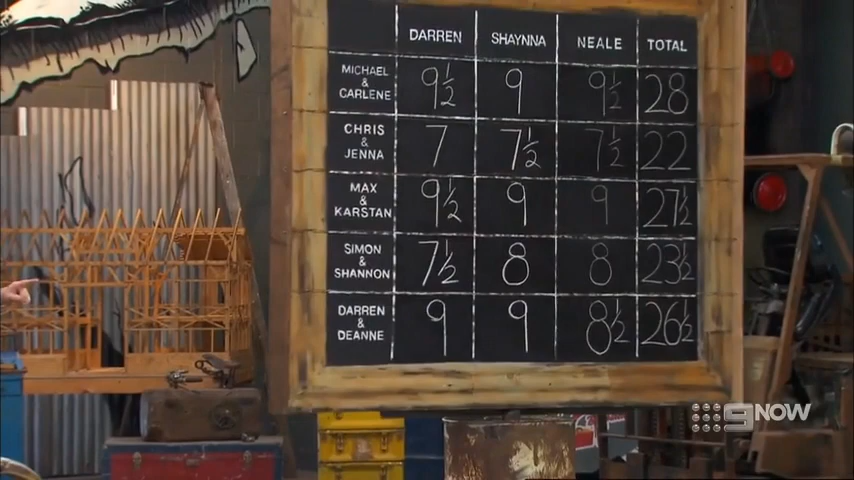 DARREN SHAYNNA NEALE TOTAL
MICHAEL & CARLENE 9½ 9 9½ 28
CHRIS & JENNA 7 7½ 7½ 22
MAX & KARSTAN 9½ 9 9 27½
SIMON & SHANNON 7½ 8 8 23½
DARREN & DEANNE 9 9 8½ 26½
9NOW